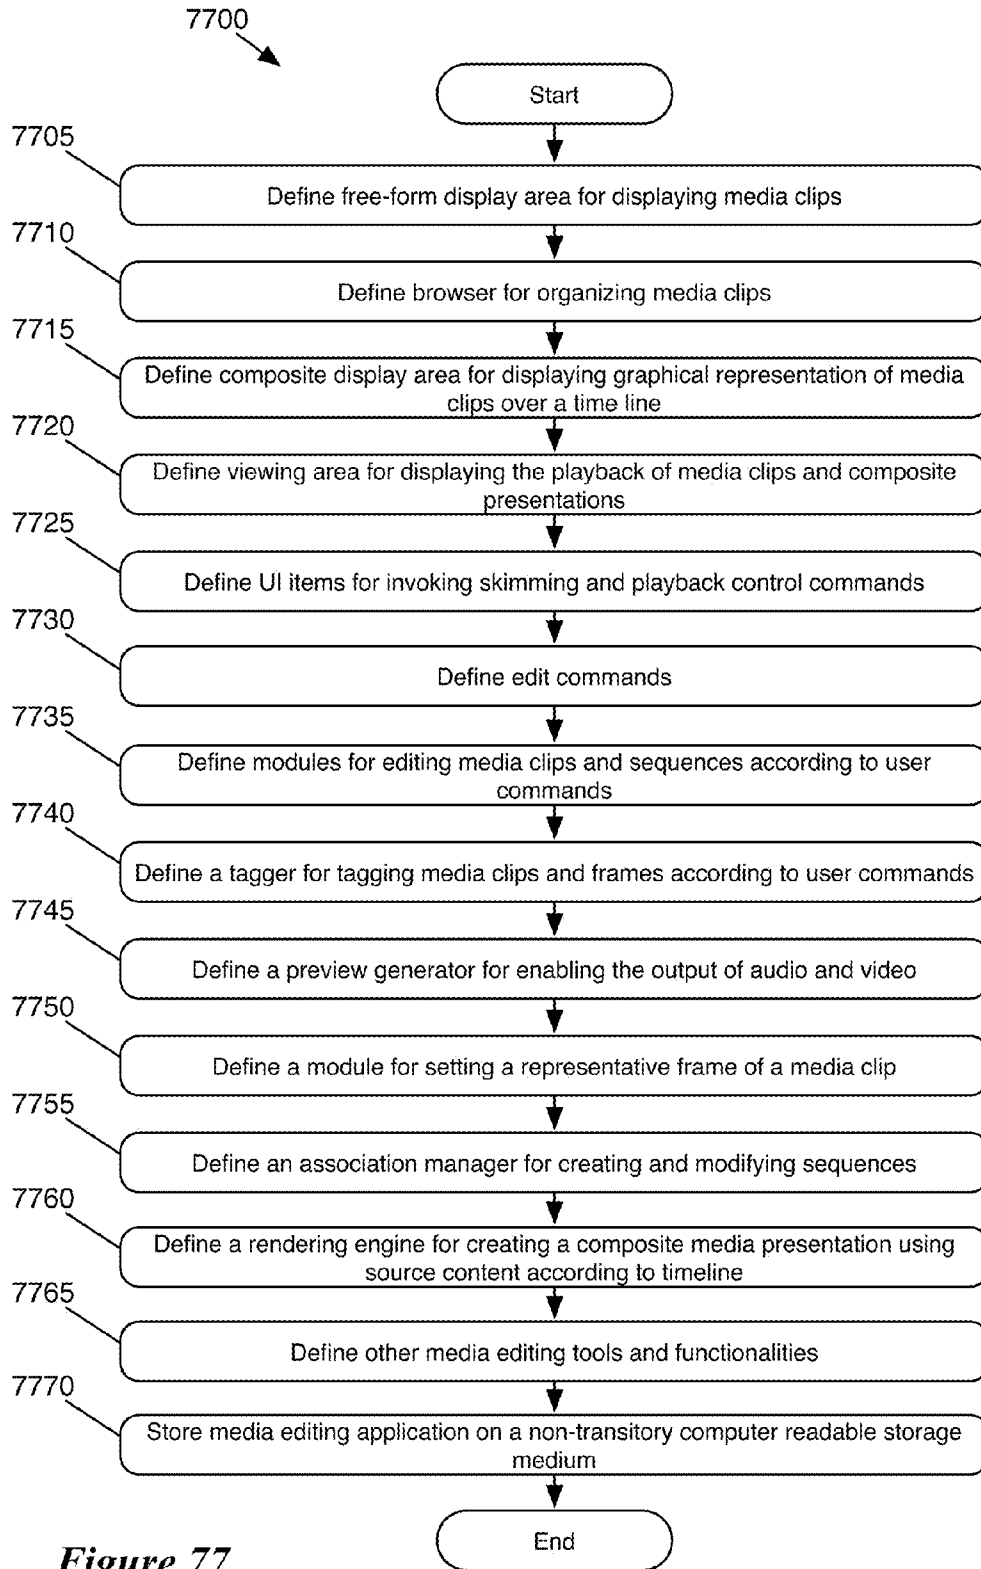 7700
Start
7705
Define free-form display area for displaying media clips
7710
Define browser for organizing media clips
7715
Define composite display area for displaying graphical representation of media
clips over a time line
7720
Define viewing area for displaying the playback of media clips and composite
presentations
7725
Define UI items for invoking skimming and playback control commands
7730
Define edit commands
7735
Define modules for editing media clips and sequences according to user
commands
7740
Define a tagger for tagging media clips and frames according to user commands
7745
Define a preview generator for enabling the output of audio and video
7750
Define a module for setting a representative frame of a media clip
7755
Define an association manager for creating and modifying sequences
7760
Define a rendering engine for creating a composite media presentation using
source content according to timeline
7765
Define other media editing tools and functionalities
7770
Store media editing application on a non-transitory computer readable storage
medium
End
Figure 77